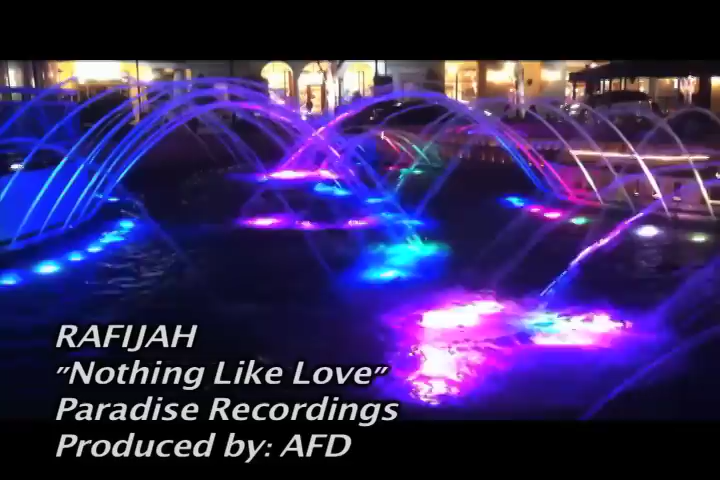 RAFIJAH
"Nothing Like Love"
Paradise Recordings
Produced by: AFD